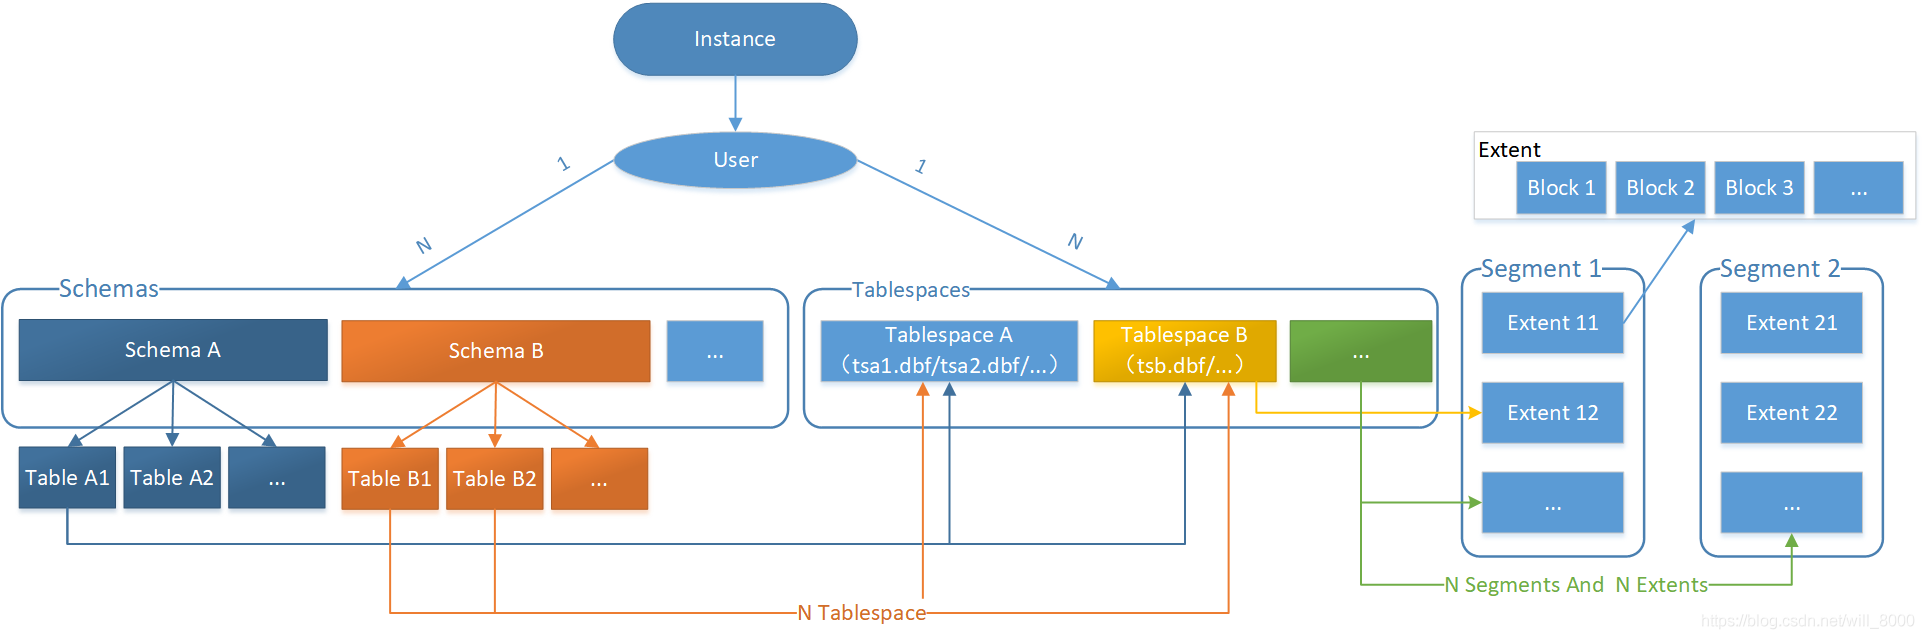 Instance
User
1
1
N
N
Extent
Block 1
Block 2
Block 3
...
Schemas
Schema A
Schema B
...
Table A1
Table A2
...
Table B1
Table B2
...
Tablespaces
Tablespace A
（tsa1.dbf/tsa2.dbf/...）
Tablespace B
（tsb.dbf/...）
...
Segment 1
Extent 11
Extent 12
...
Segment 2
Extent 21
Extent 22
...
N Segments And N Extents
N Tablespace
https://blog.csdn.net/will_8000